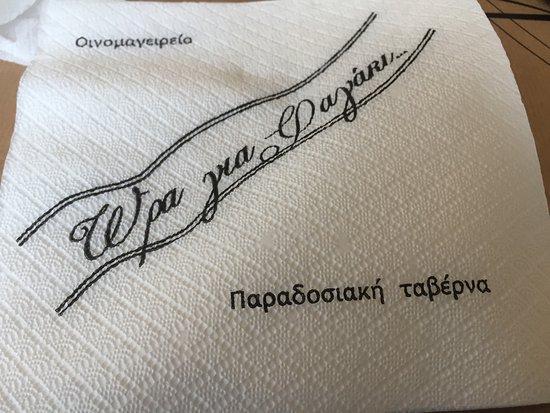 Οινομαγειρείο
Ώρα για Φαγάκι...
Παραδοσιακή ταβέρνα